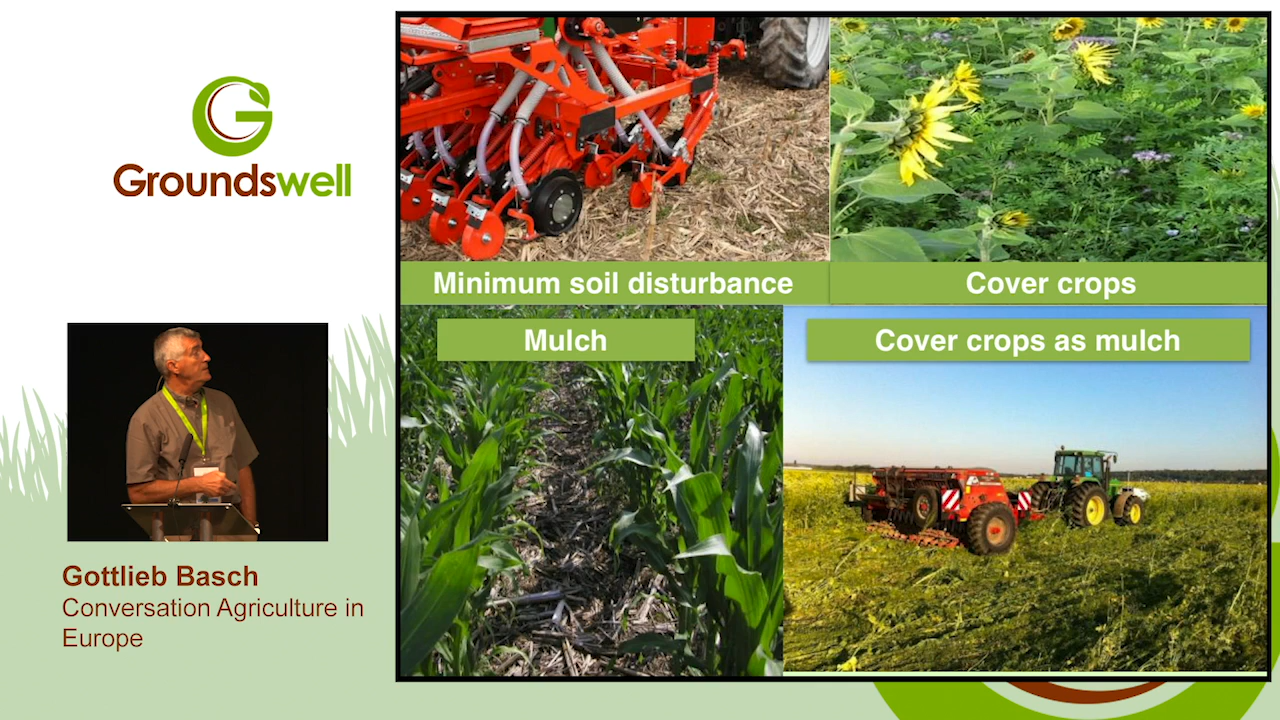 Groundswell
Minimum soil disturbance
Cover crops
Mulch
Cover crops as mulch
Gottlieb Basch
Conversation Agriculture in
Europe